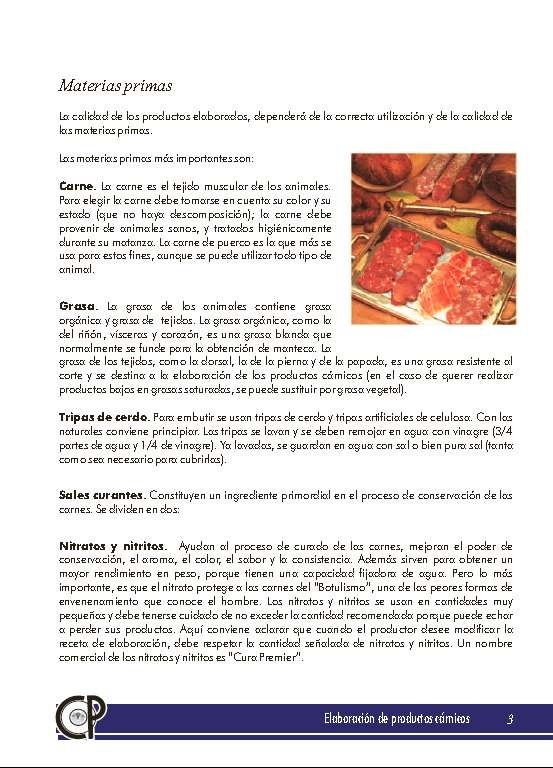 Materias primas
La calidad de los productos elaborados, dependerá de la correcta utilización y de la calidad de
las materias primas.
Las materias primas más importantes son:
Carne. La carne es el tejido muscular de los animales.
Para elegir la carne debe tomarse en cuenta su color y su
estado (que no haya descomposición); la carne debe
provenir de animales sanos, y tratados higiénicamente
durante su matanza. La carne de puerco es la que más se
usa para estos fines, aunque se puede utilizar todo tipo de
animal.
Grasa. La grasa de los animales contiene grasa
orgánica y grasa de tejidos. La grasa orgánica, como la
del riñón, vísceras y corazón, es una grasa blanda que
normalmente se funde para la obtención de manteca. La
grasa de los tejidos, como la dorsal, la de la pierna y de la papada, es una grasa resistente al
corte y se destina a la elaboración de los productos cárnicos (en el caso de querer realizar
productos bajos en grasas saturadas, se puede sustituir por grasa vegetal).
Tripas de cerdo. Para embutir se usan tripas de cerdo y tripas artificiales de celulosa. Con las
naturales conviene principiar. Las tripas se lavan y se deben remojar en agua con vinagre (3/4
partes de agua y 1/4 de vinagre). Ya lavadas, se guardan en agua con sal o bien pura sal (tanta
como sea necesario para cubrirlas).
Sales curantes. Constituyen un ingrediente primordial en el proceso de conservación de las
carnes. Se dividen en dos:
Nitratos y nitritos. Ayudan al proceso de curado de las carnes, mejoran el poder de
conservación, el aroma, el color, el sabor y la consistencia. Además sirven para obtener un
mayor rendimiento en peso, porque tienen una capacidad fijadora de agua. Pero lo más
importante, es que el nitrato protege a las carnes del "Botulismo", una de las peores formas de
envenenamiento que conoce el hombre. Los nitratos y nitritos se usan en cantidades muy
pequeñas y debe tenerse cuidado de no exceder la cantidad recomendada porque puede echar
a perder sus productos. Aquí conviene aclarar que cuando el productor desee modificar la
receta de elaboración, debe respetar la cantidad señalada de nitratos y nitritos. Un nombre
comercial de los nitratos y nitritos es "Cura Premier".
CP
Elaboración de productos cárnicos 3